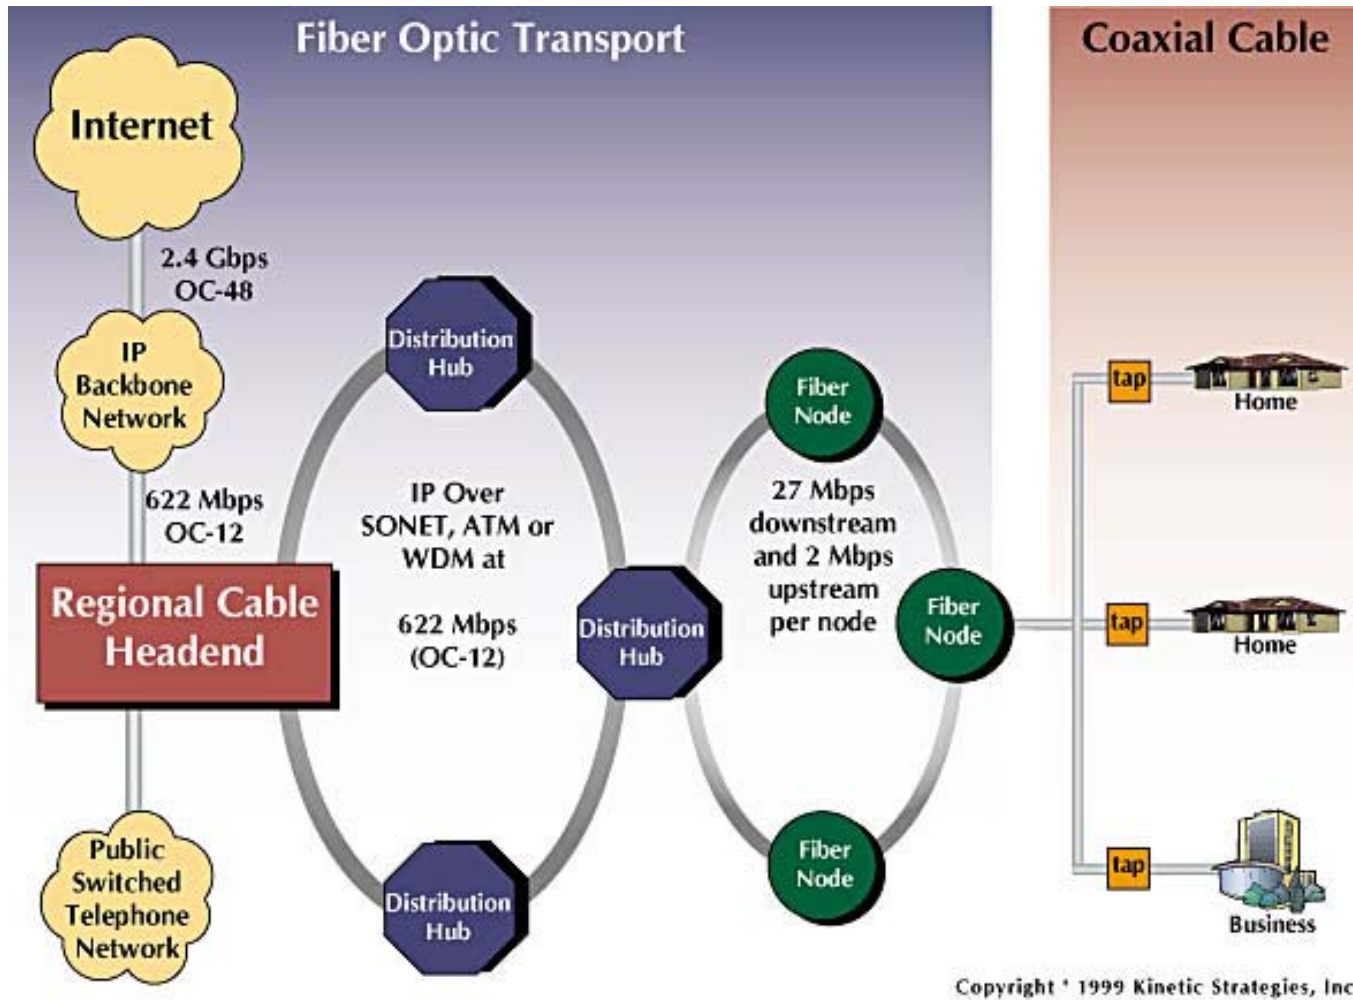 Fiber Optic Transport
Coaxial Cable
Internet
2.4 Gbps
OC-48
IP
Backbone
Network
622 Mbps
OC-12
Regional Cable
Headend
Public
Switched
Telephone
Network
Distribution
Hub
IP Over
SONET, ATM or
WDM at
622 Mbps
(OC-12)
Distribution
Hub
Distribution
Hub
Fiber
Node
27 Mbps
downstream
and 2 Mbps
upstream
per node
Fiber
Node
Fiber
Node
tap
Home
tap
Home
tap
Business
Copyright * 1999 Kinetic Strategies, Inc